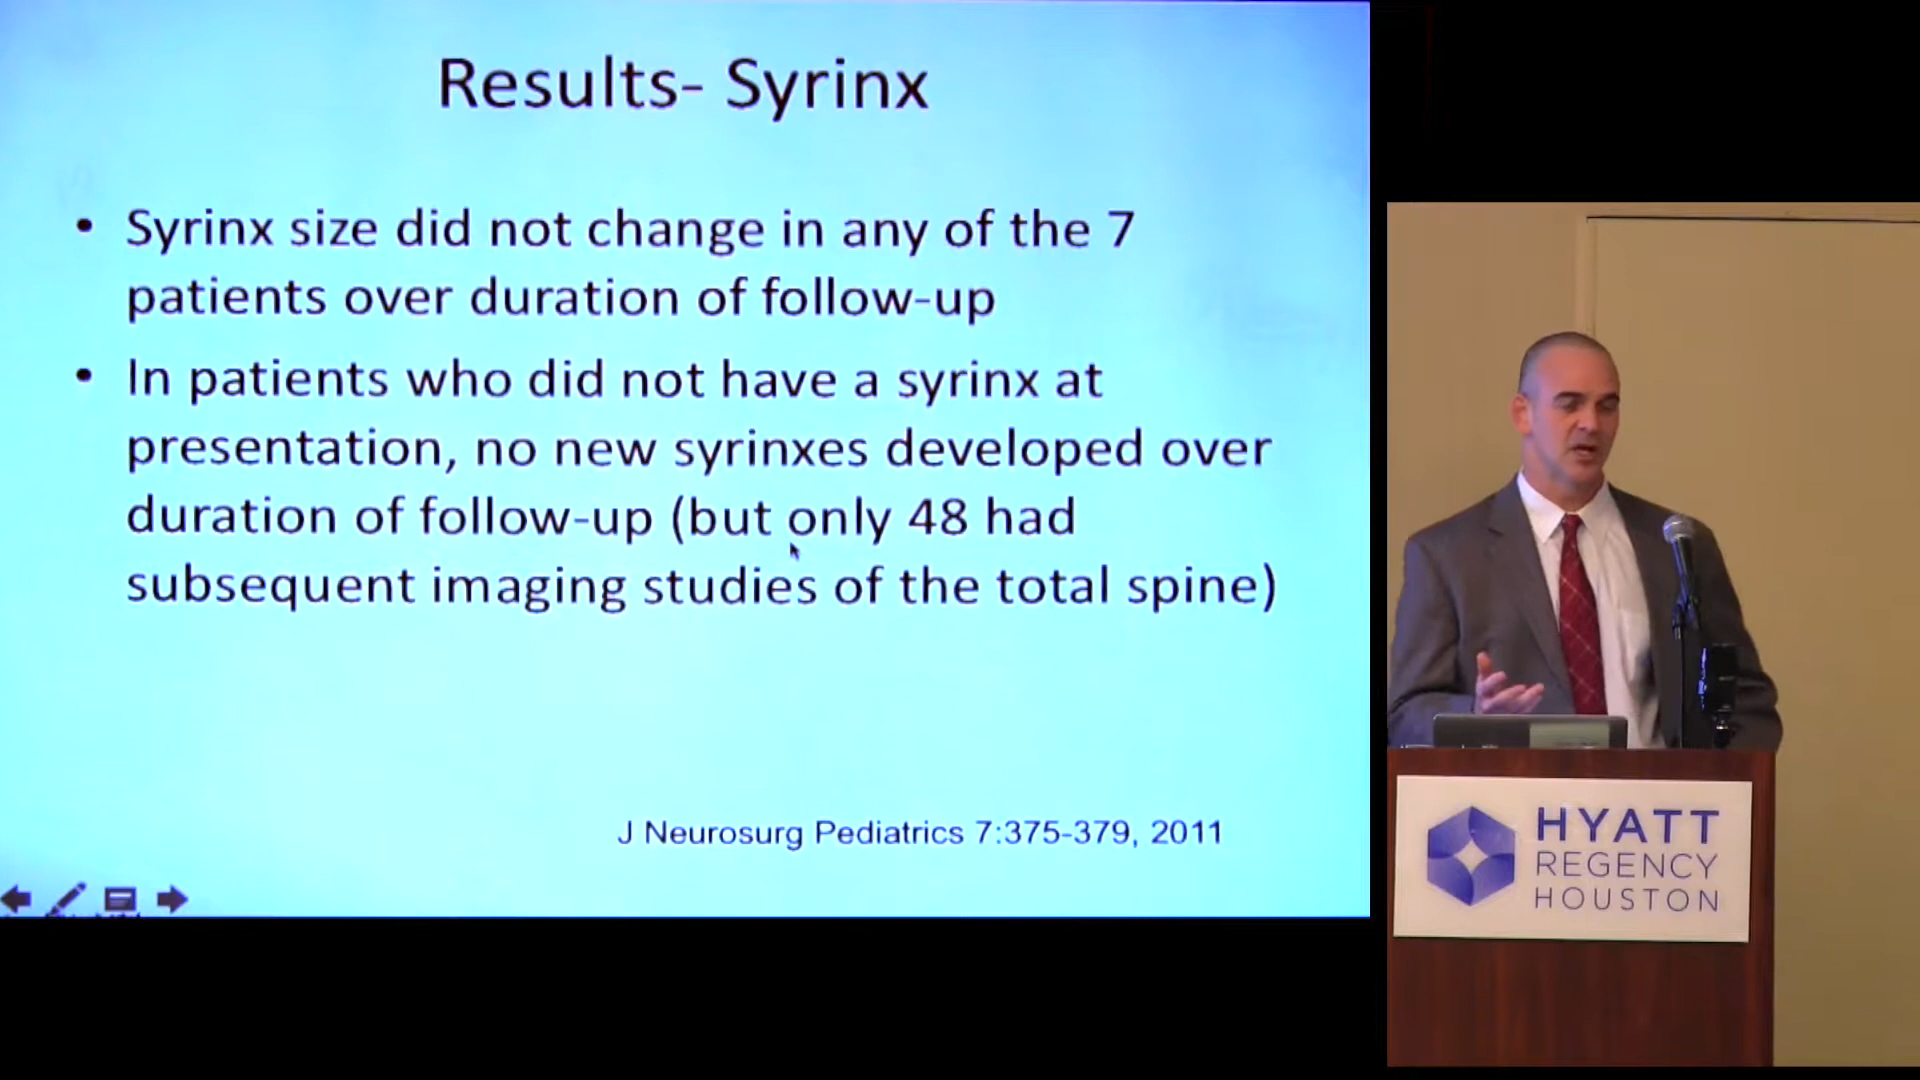 Results- Syrinx
• Syrinx size did not change in any of the 7
patients over duration of follow-up
• In patients who did not have a syrinx at
presentation, no new syrinxes developed over
duration of follow-up (but only 48 had
subsequent imaging studies of the total spine)
J Neurosurg Pediatrics 7:375-379, 2011
HYATT
REGENCY
HOUSTON